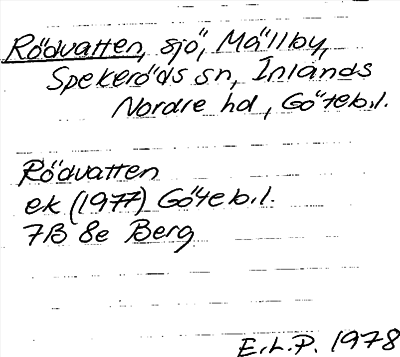 Rödvatten, sjö, Mällby,
Spekeröds sn, Inlands
Nordre hd, Göteb.l.
Rödvatten
ek (1977) Göteb.l.
7B 8e Berg
E.L.P. 1978